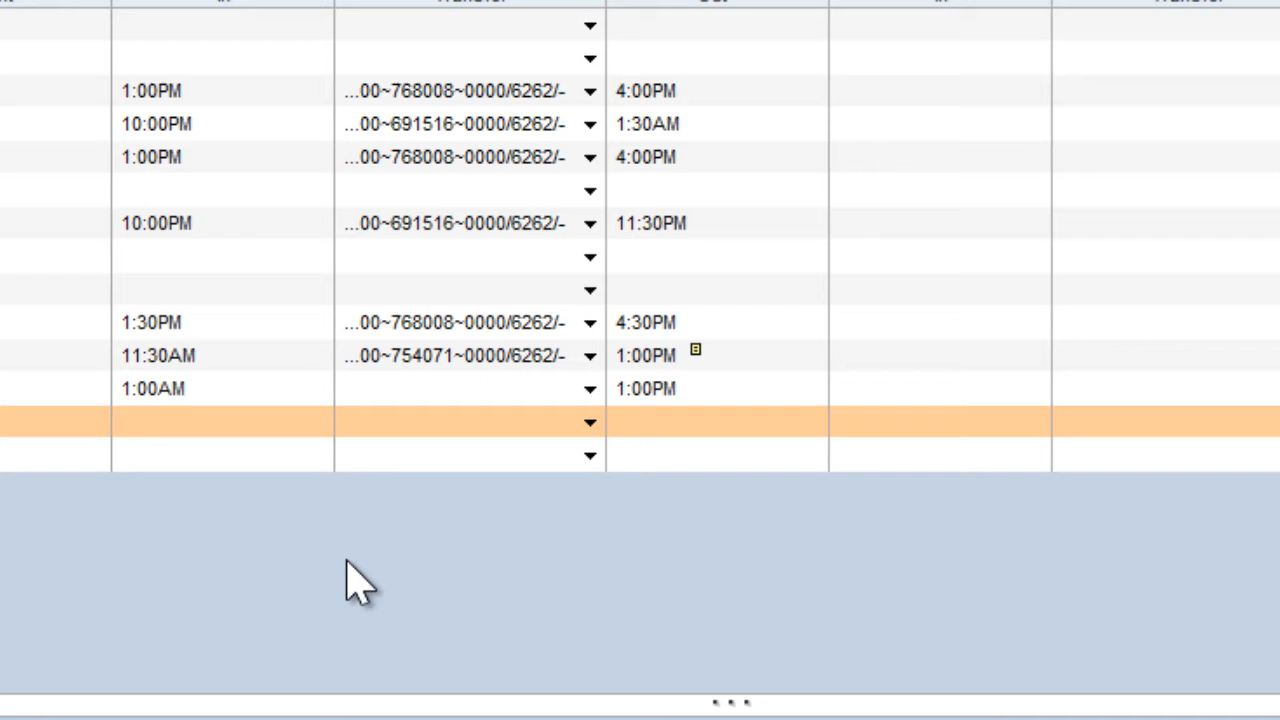 1:00PM ...00~768008~0000/6262/- 4:00PM
10:00PM ...00~691516~0000/6262/- 1:30AM
1:00PM ...00~768008~0000/6262/- 4:00PM
10:00PM ...00~691516~0000/6262/- 11:30PM
1:30PM ...00~768008~0000/6262/- 4:30PM
11:30AM ...00~754071~0000/6262/- 1:00PM
1:00AM 1:00PM